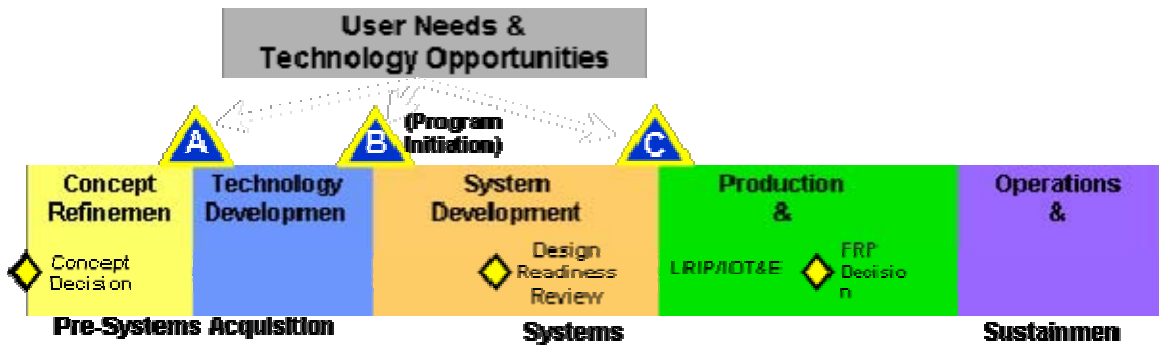 User Needs &
Technology Opportunities
A
B
(Program
Initiation)
C
Concept
Refinemen
Technology
Developmen
System
Development
Production
&
Operations
&
Concept
Decision
Design
Readiness
Review
LRIP/IOT&E
FRP
Decisio
n
Pre-Systems Acquisition
Systems
Sustainmen